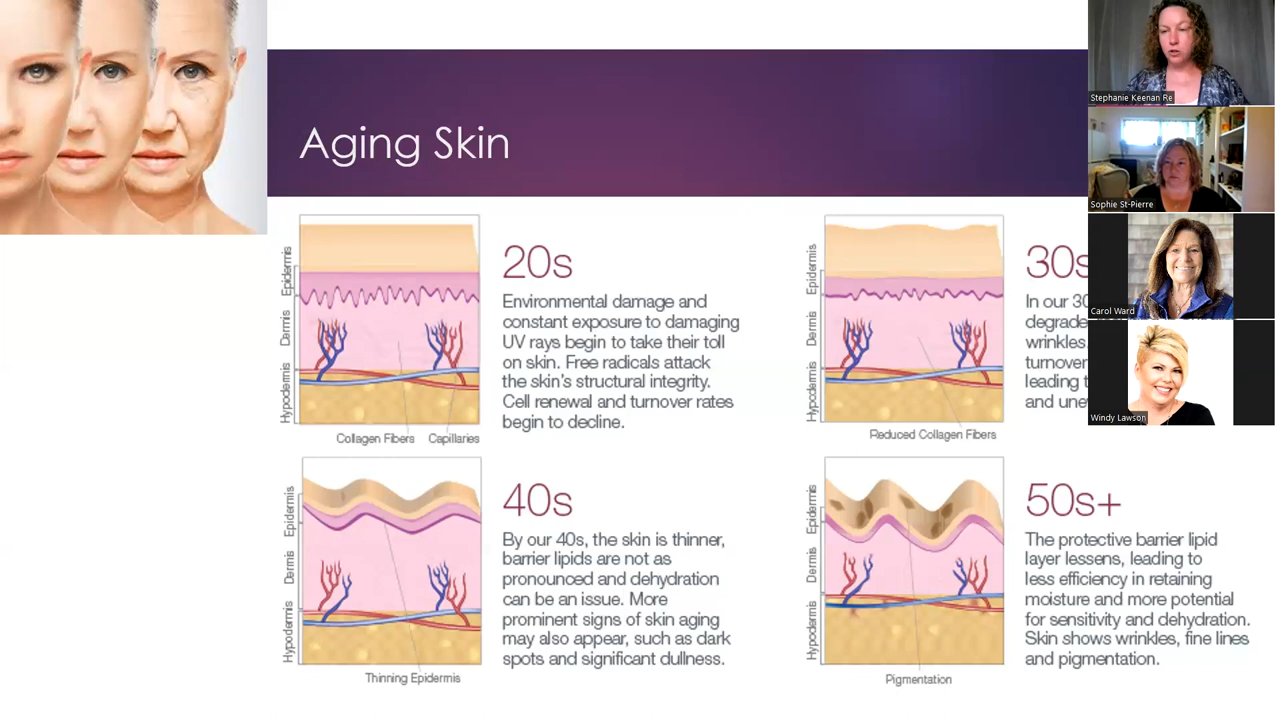 Aging Skin
Stephanie Keenan Re
Sophie St-Pierre
Carol Ward
Windy Lawson
Epidermis
Dermis
Hypodermis
Collagen Fibers
Capillaries
20s
Environmental damage and
constant exposure to damaging
UV rays begin to take their toll
on skin. Free radicals attack
the skin's structural integrity.
Cell renewal and turnover rates
begin to decline.
Epidermis
Dermis
Hypodermis
Reduced Collagen Fibers
30s
In our 30
degrade
wrinkles.
turnover
leading t
and une
Epidermis
Dermis
Hypodermis
Thinning Epidermis
40s
By our 40s, the skin is thinner,
barrier lipids are not as
pronounced and dehydration
can be an issue. More
prominent signs of skin aging
may also appear, such as dark
spots and significant dullness.
Epidermis
Dermis
Hypodermis
Pigmentation
50s+
The protective barrier lipid
layer lessens, leading to
less efficiency in retaining
moisture and more potential
for sensitivity and dehydration.
Skin shows wrinkles, fine lines
and pigmentation.